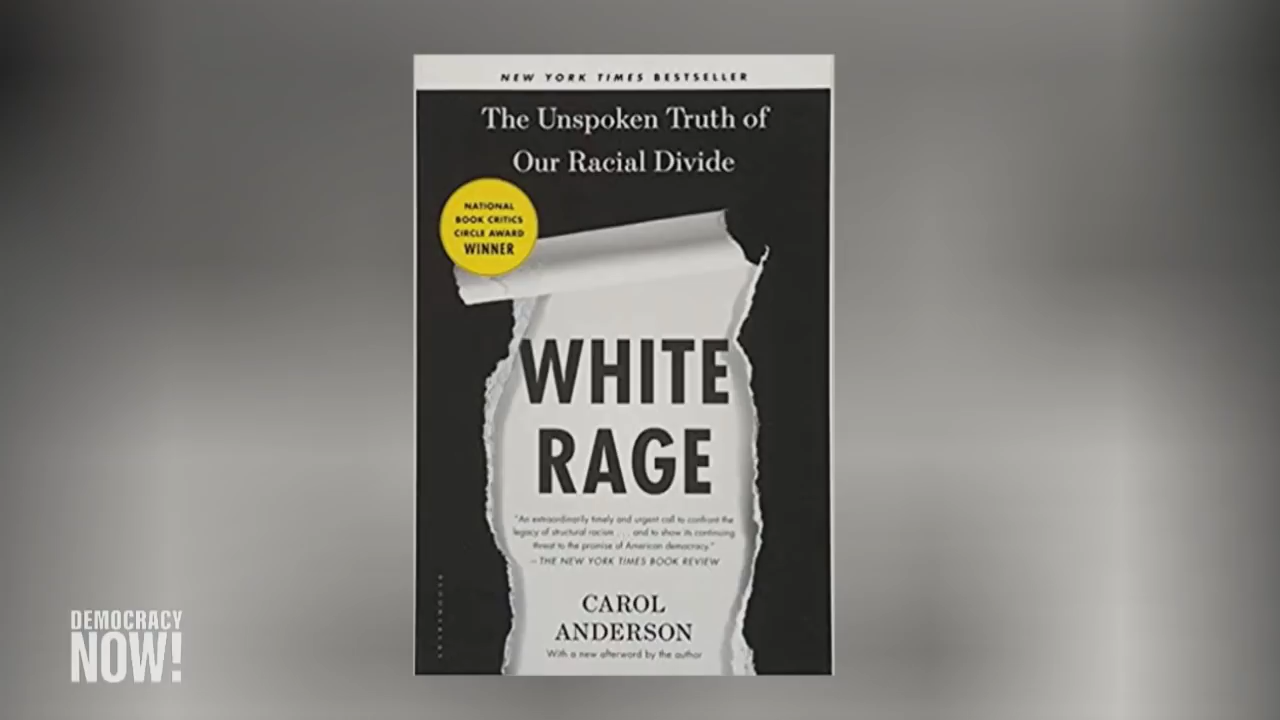 NEW YORK TIMES BESTSELLER
The Unspoken Truth of
Our Racial Divide
NATIONAL
BOOK CRITICS
CIRCLE AWARD
WINNER
WHITE
RAGE
"An extraordinarily timely and urgent call to confront the
legacy of structural racism . . . and to show its continuing
threat to the promise of American democracy."
—THE NEW YORK TIMES BOOK REVIEW
CAROL
ANDERSON
With a new afterword by the author
DEMOCRACY
NOW!